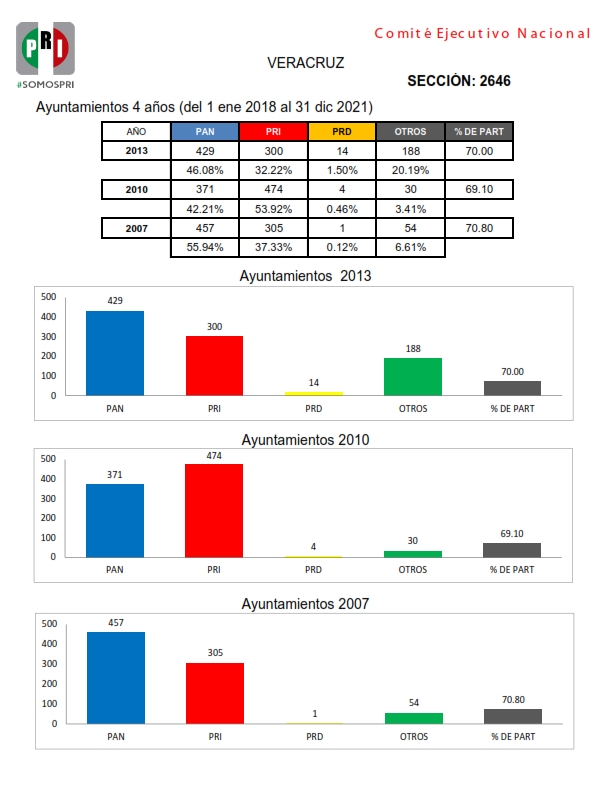 Comité Ejecutivo Nacional
PRI
#SOMOSPRI
VERACRUZ
SECCIÓN: 2646
Ayuntamientos 4 años (del 1 ene 2018 al 31 dic 2021)
AÑO PAN PRI PRD OTROS % DE PART
2013 429 300 14 188 70.00
46.08% 32.22% 1.50% 20.19%
2010 371 474 4 30 69.10
42.21% 53.92% 0.46% 3.41%
2007 457 305 1 54 70.80
55.94% 37.33% 0.12% 6.61%
Ayuntamientos 2013
500
400
300
200
100
0
429
300
14
188
70.00
PAN PRI PRD OTROS % DE PART
Ayuntamientos 2010
500
400
300
200
100
0
371
474
4
30
69.10
PAN PRI PRD OTROS % DE PART
Ayuntamientos 2007
500
400
300
200
100
0
457
305
1
54
70.80
PAN PRI PRD OTROS % DE PART